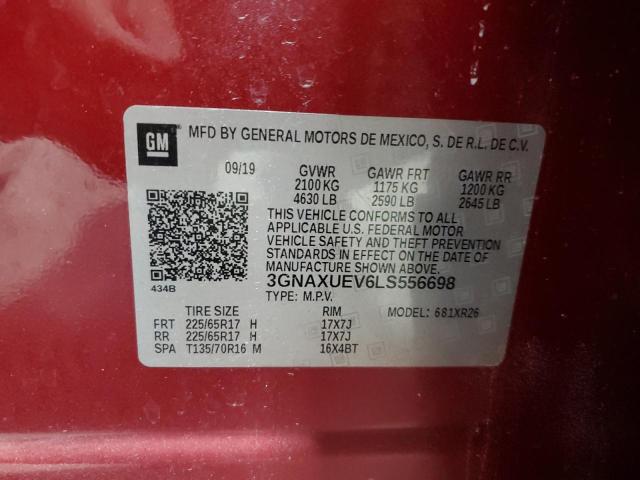 GM
MFD BY GENERAL MOTORS DE MEXICO, S. DE R.L. DE C.V.
09/19 GVWR GAWR FRT GAWR RR
2100 KG 1175 KG 1200 KG
4630 LB 2590 LB 2645 LB
THIS VEHICLE CONFORMS TO ALL
APPLICABLE U.S. FEDERAL MOTOR
VEHICLE SAFETY AND THEFT PREVENTION
STANDARDS IN EFFECT ON THE DATE OF
MANUFACTURE SHOWN ABOVE.
434B 3GNAXUEV6LS556698
TYPE: M.P.V.
TIRE SIZE RIM MODEL: 681XR26
FRT 225/65R17 H 17X7J
RR 225/65R17 H 17X7J
SPA T135/70R16 M 16X4BT